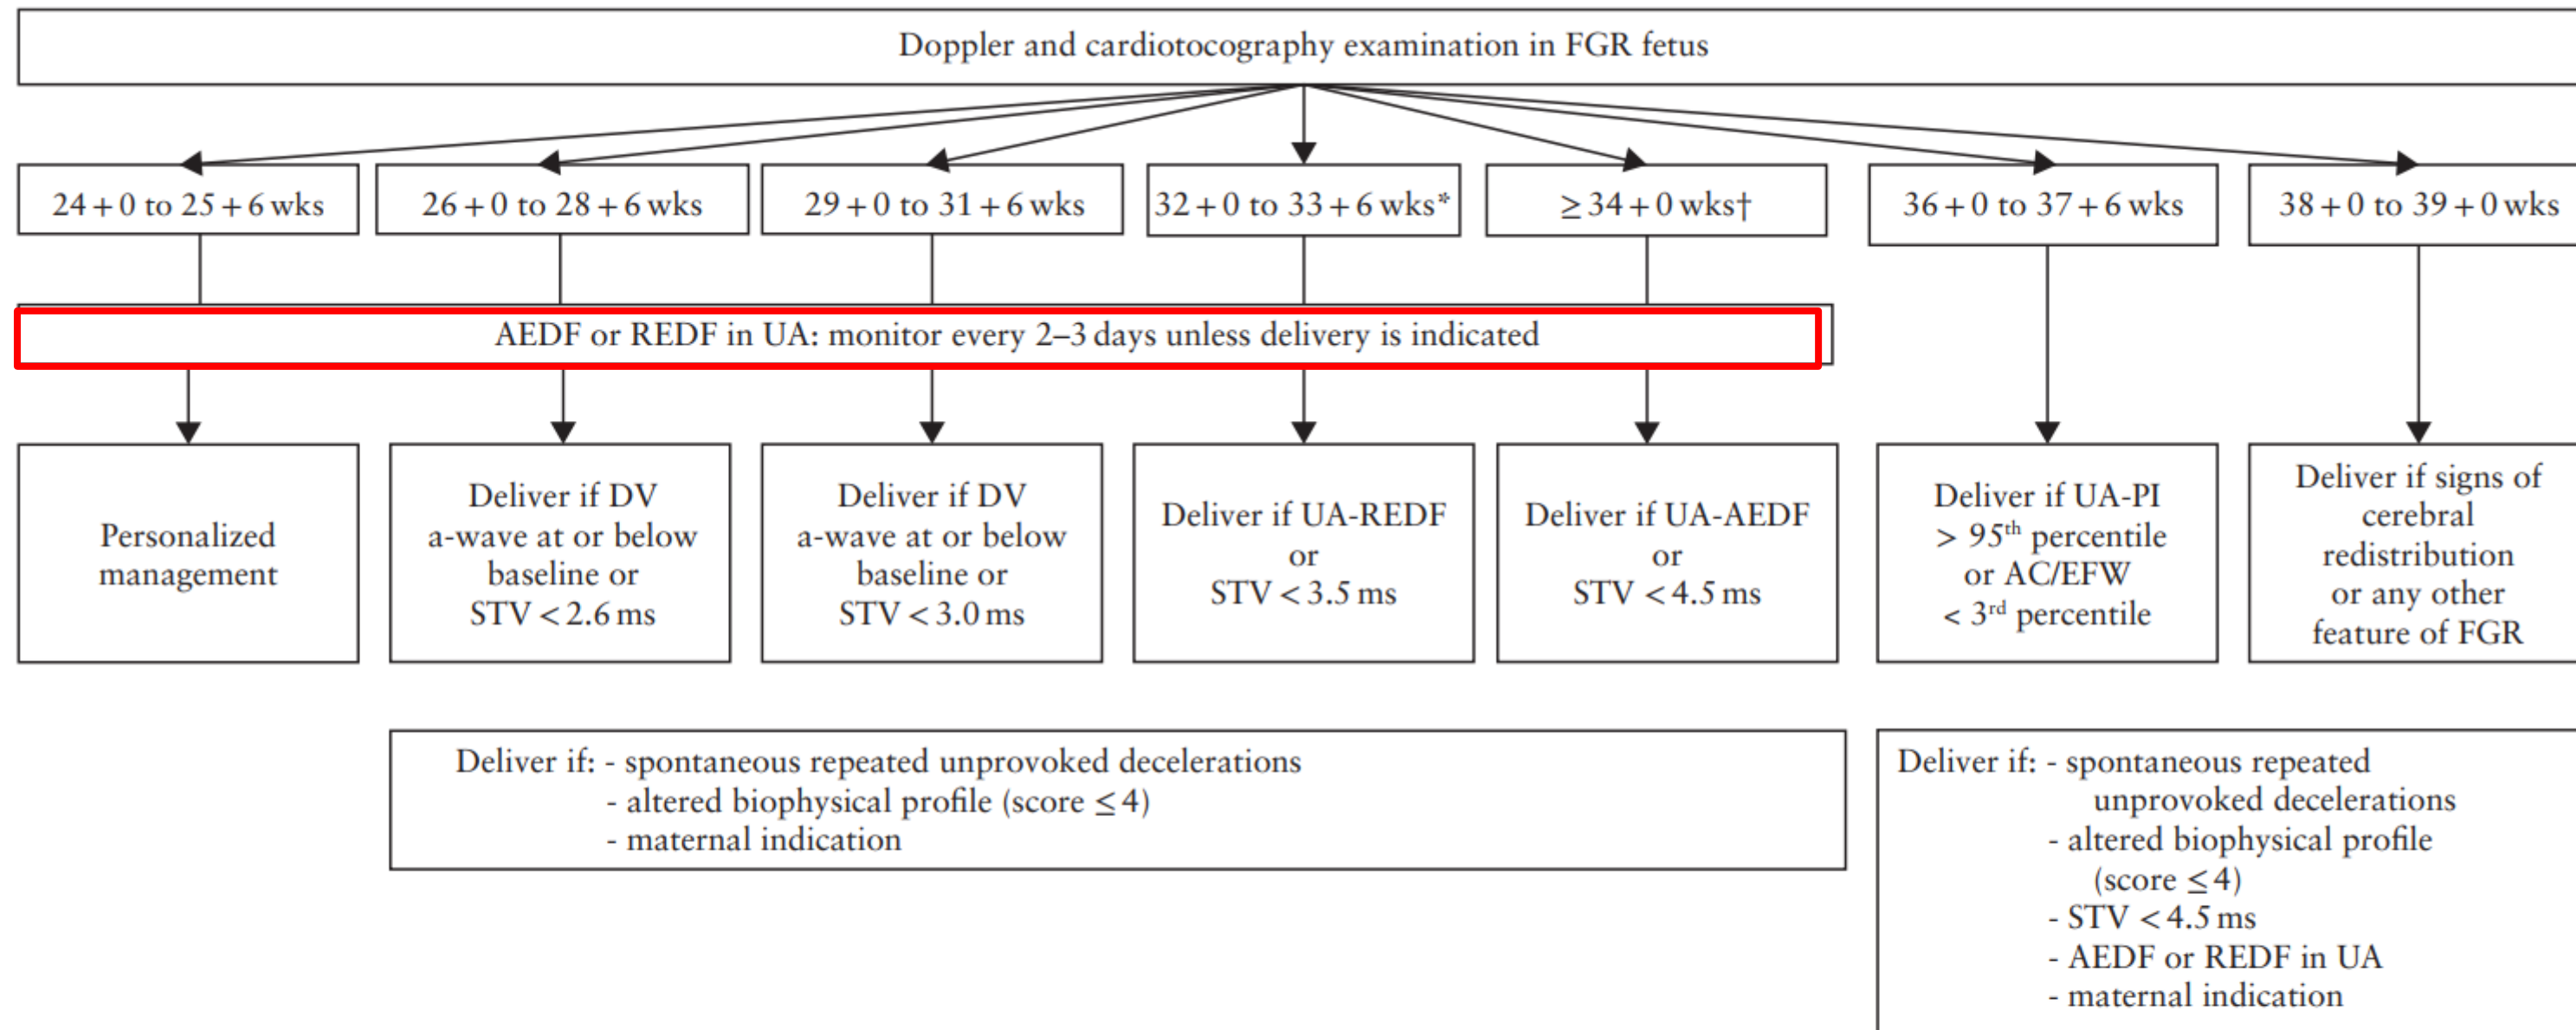 Doppler and cardiotocography examination in FGR fetus
24 + 0 to 25 + 6 wks
26 + 0 to 28 + 6 wks
29 + 0 to 31 + 6 wks
32 + 0 to 33 + 6 wks*
≥ 34 + 0 wks†
36 + 0 to 37 + 6 wks
38 + 0 to 39 + 0 wks
AEDF or REDF in UA: monitor every 2–3 days unless delivery is indicated
Personalized
management
Deliver if DV
a-wave at or below
baseline or
STV < 2.6 ms
Deliver if DV
a-wave at or below
baseline or
STV < 3.0 ms
Deliver if UA-REDF
or
STV < 3.5 ms
Deliver if UA-AEDF
or
STV < 4.5 ms
Deliver if UA-PI
> 95th percentile
or AC/EFW
< 3rd percentile
Deliver if signs of
cerebral
redistribution
or any other
feature of FGR
Deliver if: - spontaneous repeated unprovoked decelerations
- altered biophysical profile (score ≤ 4)
- maternal indication
Deliver if: - spontaneous repeated
unprovoked decelerations
- altered biophysical profile
(score ≤ 4)
- STV < 4.5 ms
- AEDF or REDF in UA
- maternal indication